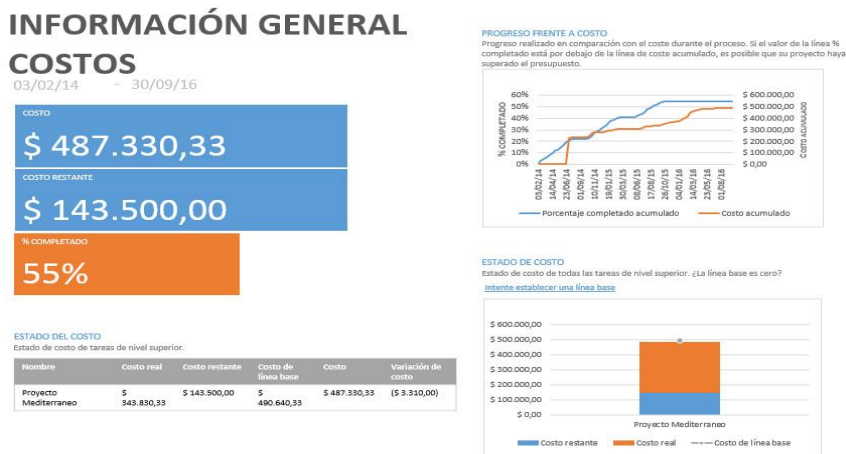 INFORMACIÓN GENERAL
COSTOS
03/02/14 - 30/09/16
COSTO
$ 487.330,33
COSTO RESTANTE
$ 143.500,00
% COMPLETADO
55%
ESTADO DEL COSTO
Estado de costo de tareas de nivel superior.
Nombre Costo real Costo restante Costo de línea base Costo Variación de costo
Proyecto Mediterraneo $ 343.830,33 $ 143.500,00 $ 490.640,33 $ 487.330,33 ($ 3.310,00)
PROGRESO FRENTE A COSTO
Progreso realizado en comparación con el coste durante el proceso. Si el valor de la línea %
completado está por debajo de la línea de coste acumulado, es posible que su proyecto haya
superado el presupuesto.
% COMPLETADO
60%
50%
40%
30%
20%
10%
0%
$ 600.000,00
$ 500.000,00
$ 400.000,00
$ 300.000,00
$ 200.000,00
$ 100.000,00
$ 0,00
COSTO ACUMULADO
03/02/14
14/04/14
23/06/14
01/09/14
10/11/14
19/01/15
30/03/15
08/06/15
17/08/15
26/10/15
04/01/16
14/03/16
23/05/16
01/08/16
Porcentaje completado acumulado
Costo acumulado
ESTADO DE COSTO
Estado de costo de todas las tareas de nivel superior. ¿La línea base es cero?
Intente establecer una línea base
$ 600.000,00
$ 500.000,00
$ 400.000,00
$ 300.000,00
$ 200.000,00
$ 100.000,00
$ 0,00
Proyecto Mediterraneo
Costo restante
Costo real
Costo de línea base